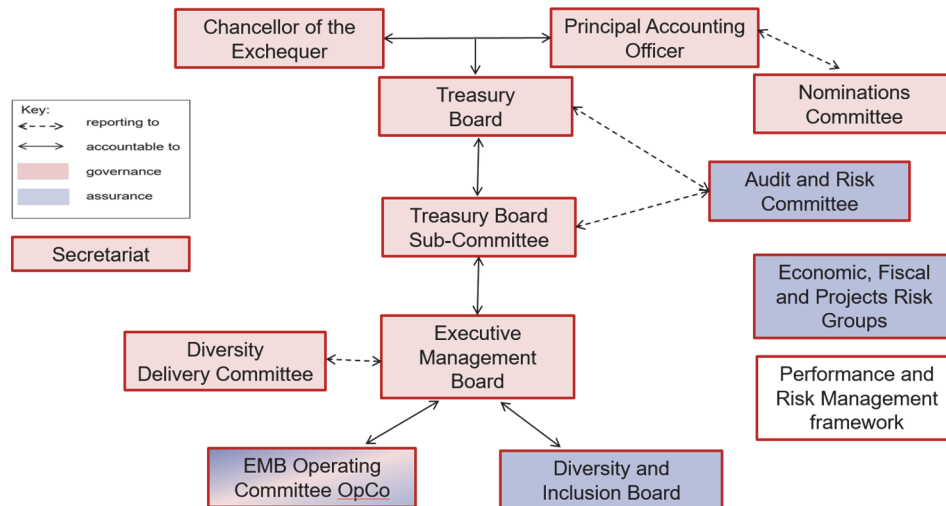 Chancellor of the
Exchequer
Principal Accounting
Officer
Key:
reporting to
accountable to
governance
assurance
Treasury
Board
Nominations
Committee
Audit and Risk
Committee
Treasury Board
Sub-Committee
Secretariat
Economic, Fiscal
and Projects Risk
Groups
Diversity
Delivery Committee
Executive
Management
Board
Performance and
Risk Management
framework
EMB Operating
Committee OpCo
Diversity and
Inclusion Board